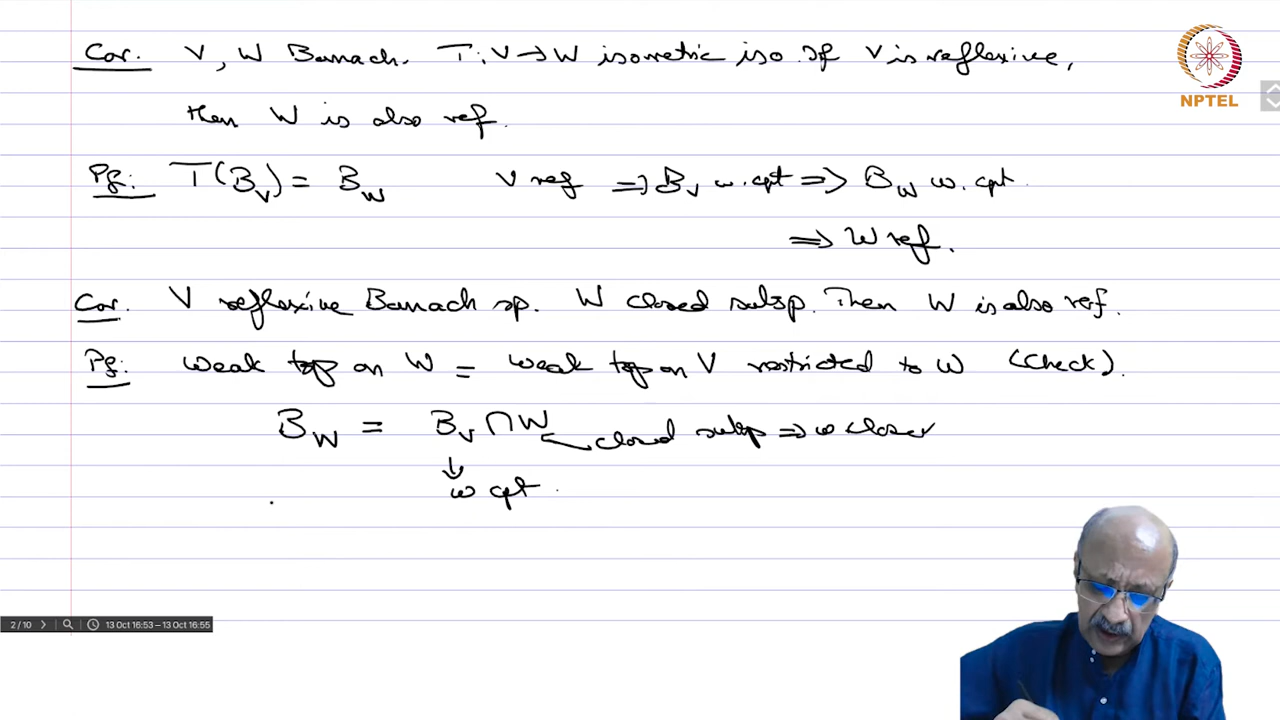 Cor. V, W Banach. T: V → W isometric iso. If V is reflexive,
NPTEL
then W is also ref.
Pf: T(B_V) = B_W V ref ⇒ B_V w. cpt ⇒ B_W w. cpt.
⇒ W ref.
Cor. V reflexive Banach sp. W closed subsp. Then W is also ref.
Pf: weak top on W = weak top on V restricted to W (check).
B_W = B_V ∩ W closed subsp ⇒ w closed
↓
w cpt.
2 / 10 13 Oct 16:53 – 13 Oct 16:55